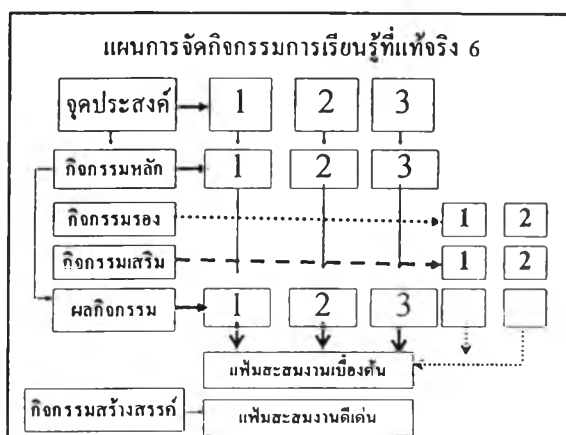 แผนการจัดกิจกรรมการเรียนรู้ที่แท้จริง 6
จุดประสงค์ 1 2 3
กิจกรรมหลัก 1 2 3
กิจกรรมรอง 1 2
กิจกรรมเสริม 1 2
ผลกิจกรรม 1 2 3
แฟ้มสะสมงานเบื้องต้น
กิจกรรมสร้างสรรค์ แฟ้มสะสมงานดีเด่น